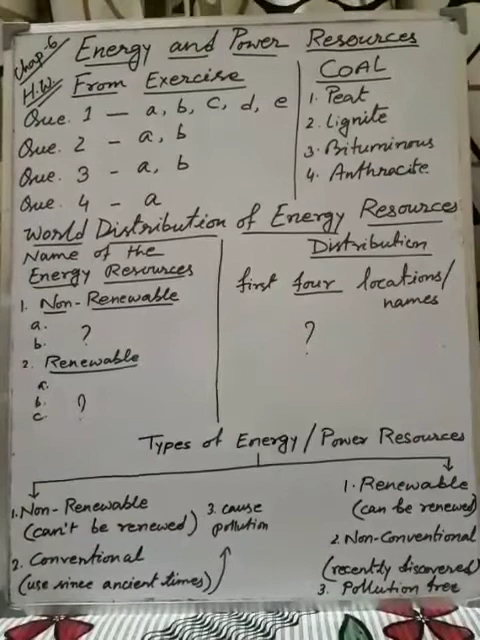 Chap. 6
Energy and Power Resources
H.W.
From Exercise
Que. 1 — a, b, c, d, e
Que. 2 - a, b
Que. 3 - a, b
Que. 4 - a
COAL
1. Peat
2. Lignite
3. Bituminous
4. Anthracite
World Distribution of Energy Resources
Name of the
Energy Resources
1. Non-Renewable
a.
b. ?
2. Renewable
a.
b. ?
c.
Distribution
first four locations/
names
?
Types of Energy/Power Resources
1. Non-Renewable
(can't be renewed)
2. Conventional
(use since ancient times)
3. cause
pollution
1. Renewable
(can be renewed)
2. Non-Conventional
(recently discovered)
3. Pollution free